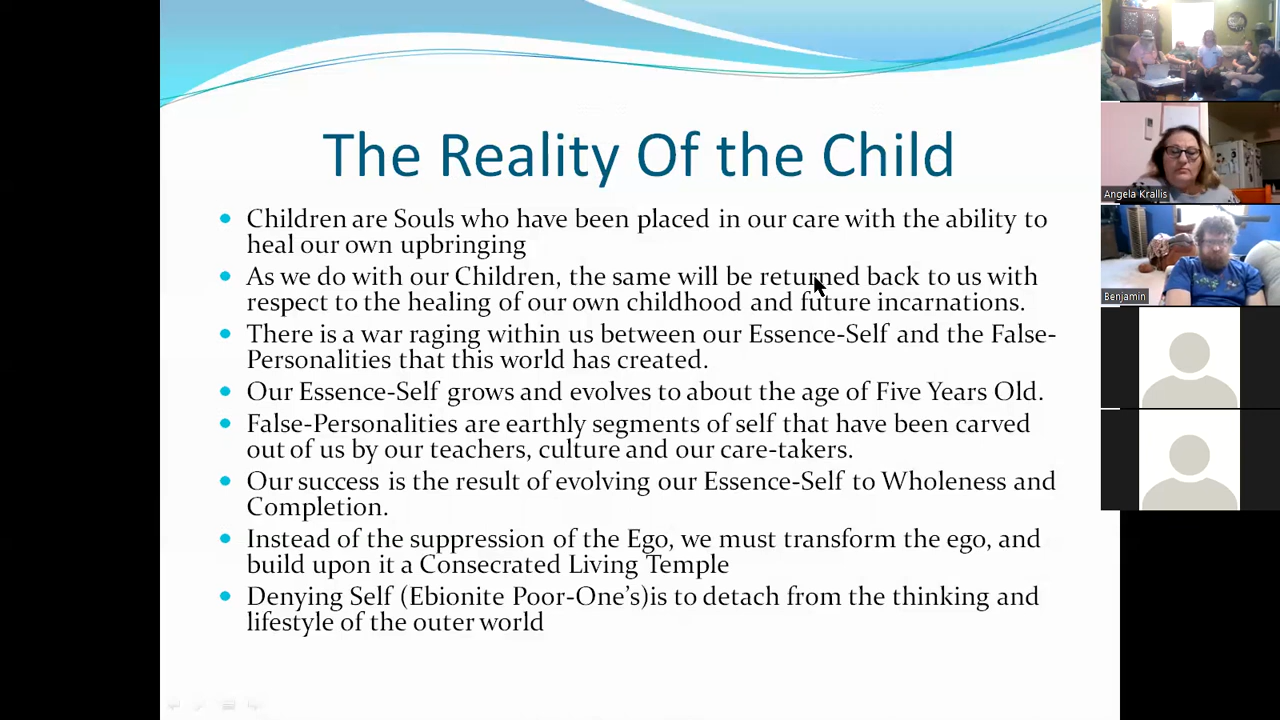 The Reality Of the Child
Children are Souls who have been placed in our care with the ability to
heal our own upbringing
As we do with our Children, the same will be returned back to us with
respect to the healing of our own childhood and future incarnations.
There is a war raging within us between our Essence-Self and the False-
Personalities that this world has created.
Our Essence-Self grows and evolves to about the age of Five Years Old.
False-Personalities are earthly segments of self that have been carved
out of us by our teachers, culture and our care-takers.
Our success is the result of evolving our Essence-Self to Wholeness and
Completion.
Instead of the suppression of the Ego, we must transform the ego, and
build upon it a Consecrated Living Temple
Denying Self (Ebionite Poor-One’s)is to detach from the thinking and
lifestyle of the outer world
Angela Krallis
Benjamin